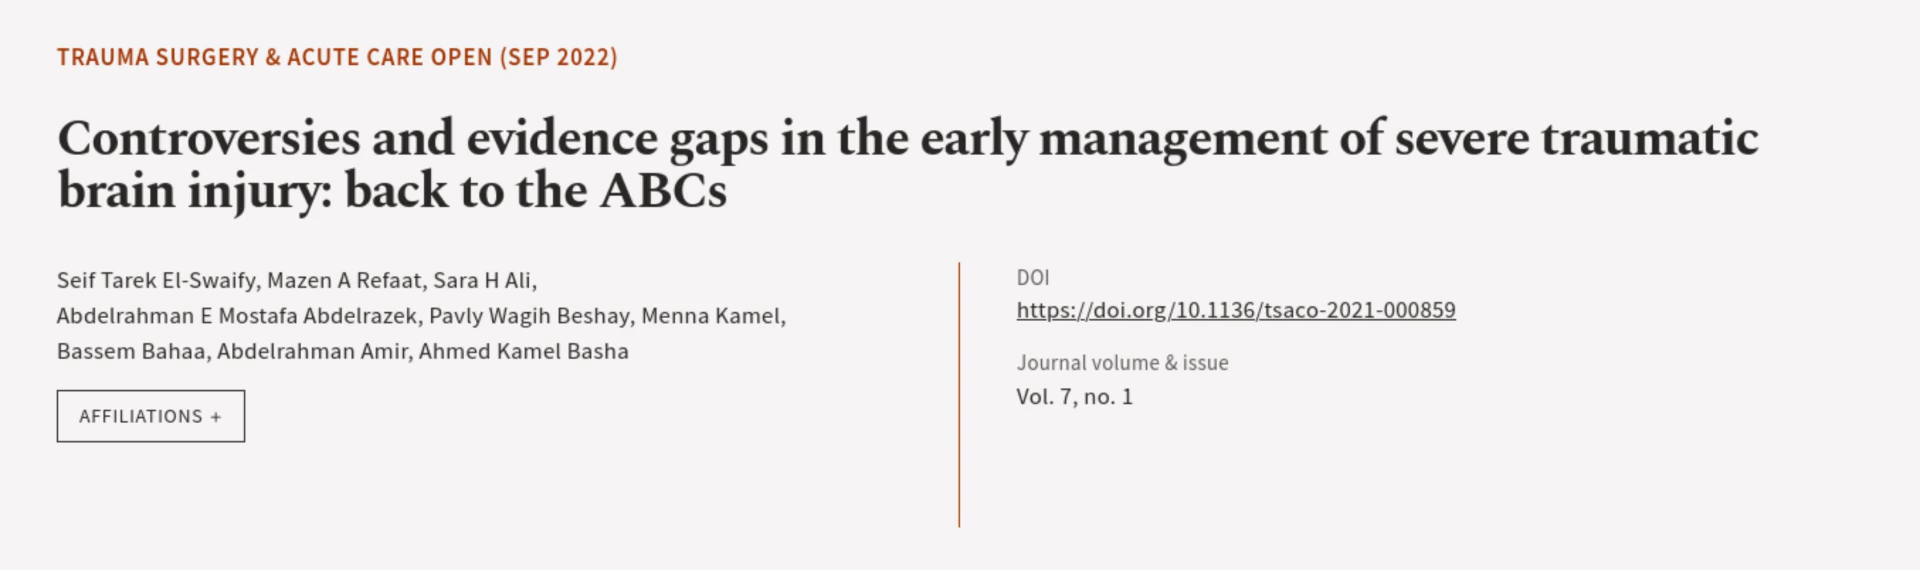 TRAUMA SURGERY & ACUTE CARE OPEN (SEP 2022)
Controversies and evidence gaps in the early management of severe traumatic
brain injury: back to the ABCs
Seif Tarek El-Swaify, Mazen A Refaat, Sara H Ali,
Abdelrahman E Mostafa Abdelrazek, Pavly Wagih Beshay, Menna Kamel,
Bassem Bahaa, Abdelrahman Amir, Ahmed Kamel Basha
AFFILIATIONS +
DOI
https://doi.org/10.1136/tsaco-2021-000859
Journal volume & issue
Vol. 7, no. 1